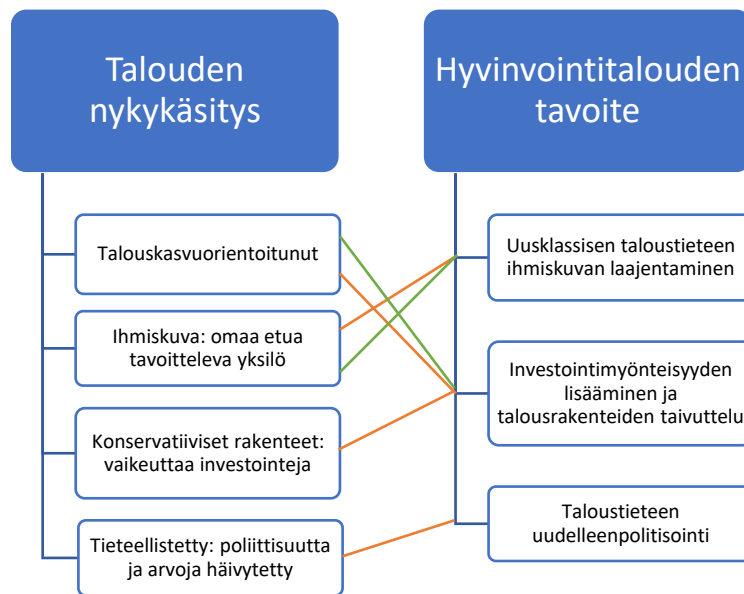 Talouden
nykykäsitys
Talouskasvuorientoitunut
Ihmiskuva: omaa etua
tavoitteleva yksilö
Konservatiiviset rakenteet:
vaikeuttaa investointeja
Tieteellistetty: poliittisuutta
ja arvoja häivytetty
Hyvinvointitalouden
tavoite
Uusklassisen taloustieteen
ihmiskuvan laajentaminen
Investointimyönteisyyden
lisääminen ja
talousrakenteiden taivuttelu
Taloustieteen
uudelleenpolitisointi